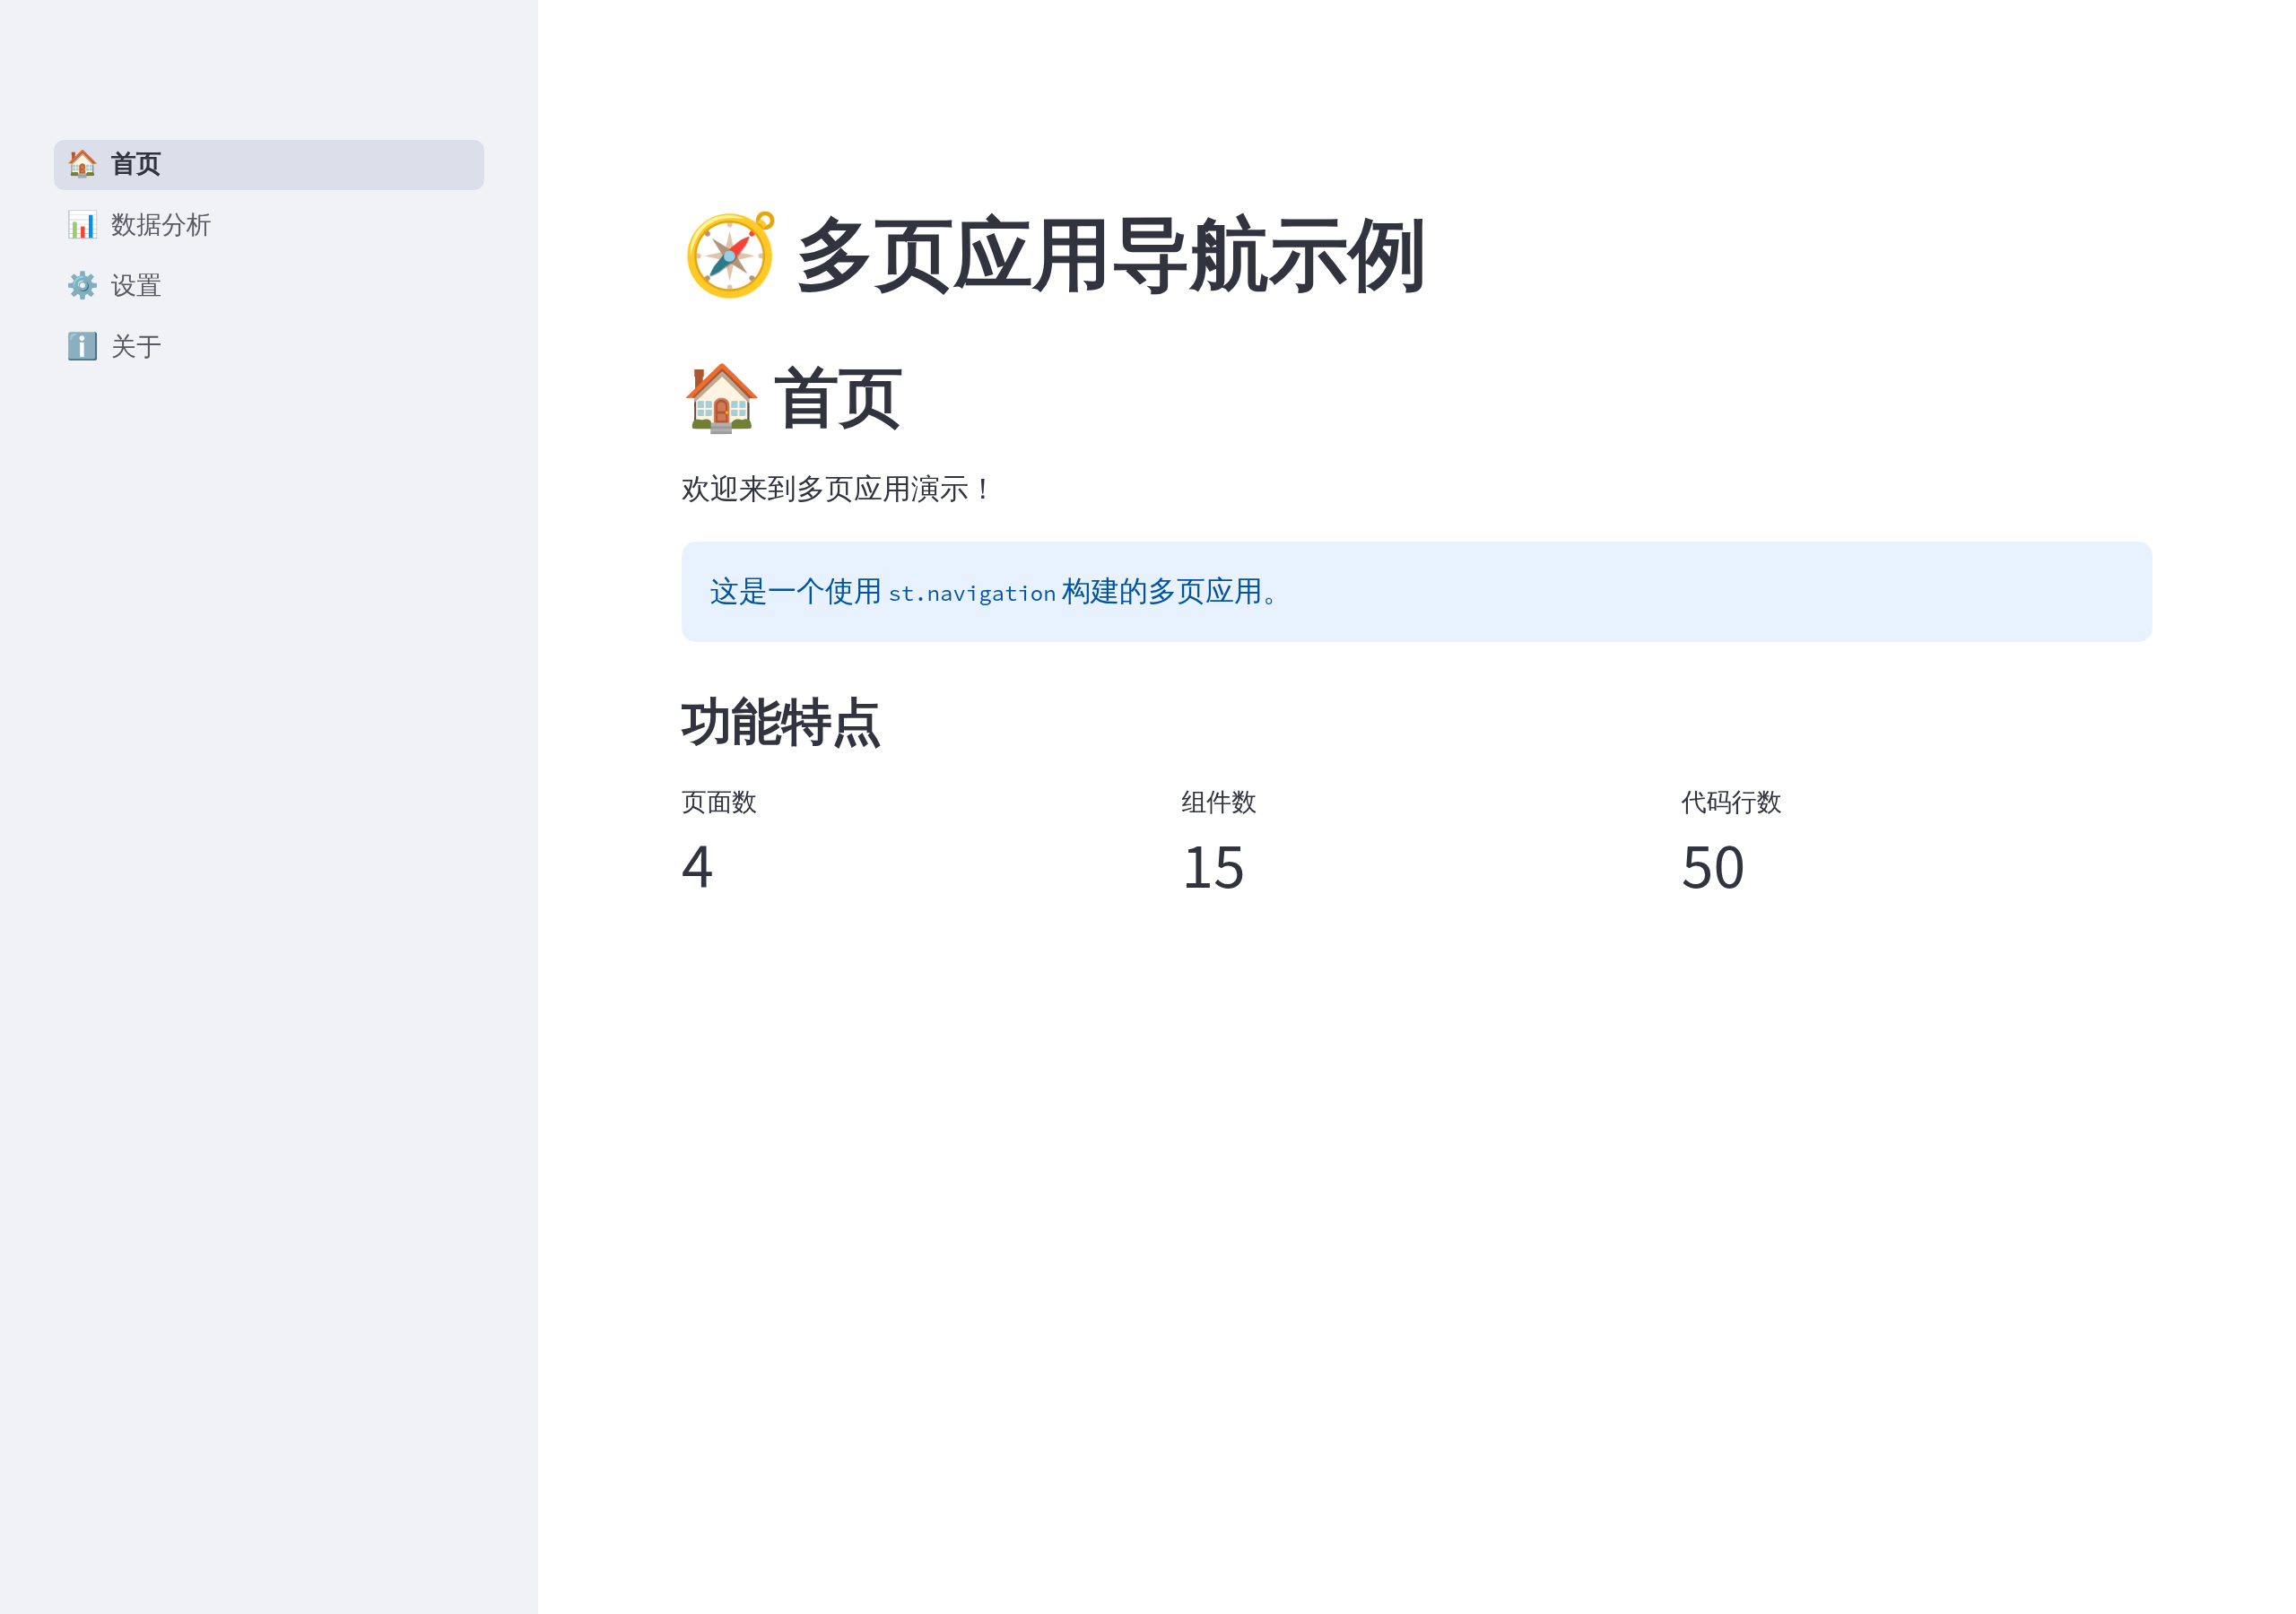 首页
数据分析
设置
关于
多页应用导航示例
首页
欢迎来到多页应用演示！
这是一个使用 st.navigation 构建的多页应用。
功能特点
页面数
组件数
代码行数
4
15
50